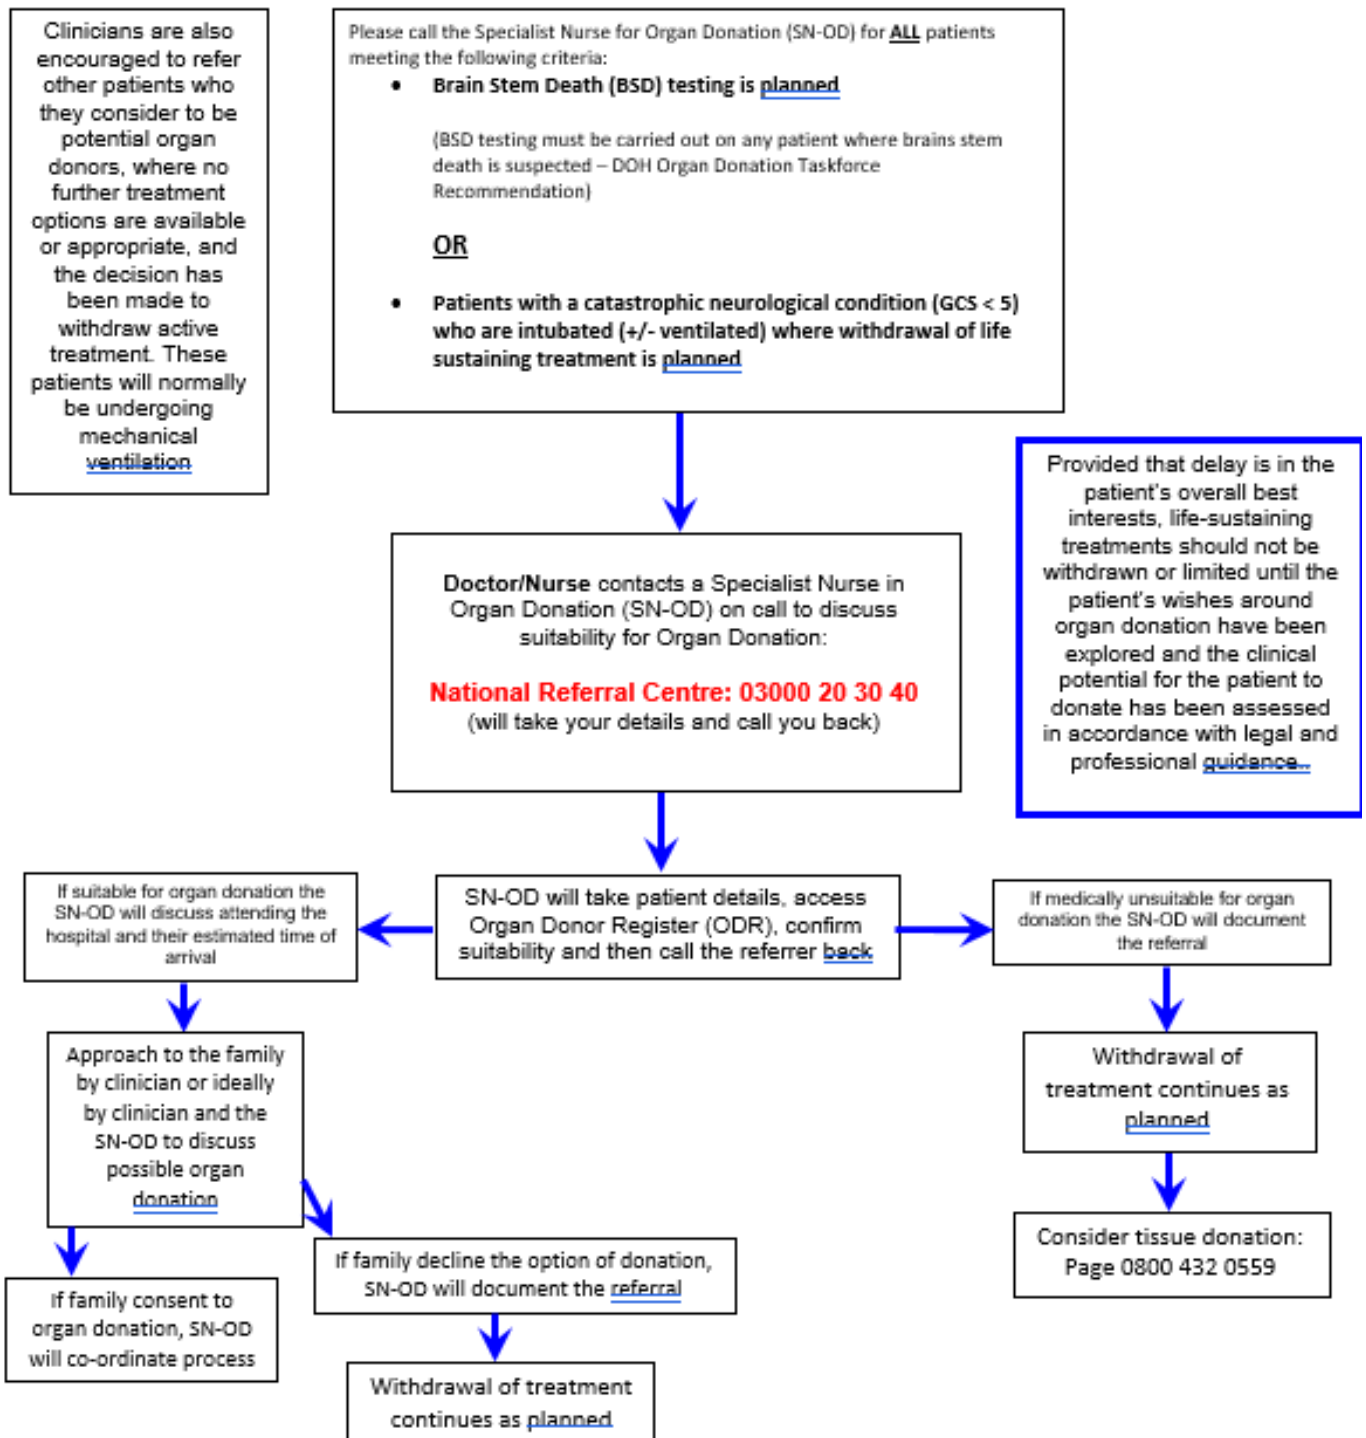 Clinicians are also
encouraged to refer
other patients who
they consider to be
potential organ
donors, where no
further treatment
options are available
or appropriate, and
the decision has
been made to
withdraw active
treatment. These
patients will normally
be undergoing
mechanical
ventilation
Please call the Specialist Nurse for Organ Donation (SN-OD) for ALL patients
meeting the following criteria:
• Brain Stem Death (BSD) testing is planned
(BSD testing must be carried out on any patient where brains stem
death is suspected – DOH Organ Donation Taskforce
Recommendation)
OR
• Patients with a catastrophic neurological condition (GCS < 5)
who are intubated (+/- ventilated) where withdrawal of life
sustaining treatment is planned
Provided that delay is in the
patient's overall best
interests, life-sustaining
treatments should not be
withdrawn or limited until the
patient's wishes around
organ donation have been
explored and the clinical
potential for the patient to
donate has been assessed
in accordance with legal and
professional guidance..
Doctor/Nurse contacts a Specialist Nurse in
Organ Donation (SN-OD) on call to discuss
suitability for Organ Donation:
National Referral Centre: 03000 20 30 40
(will take your details and call you back)
If suitable for organ donation the
SN-OD will discuss attending the
hospital and their estimated time of
arrival
SN-OD will take patient details, access
Organ Donor Register (ODR), confirm
suitability and then call the referrer back
If medically unsuitable for organ
donation the SN-OD will document
the referral
Approach to the family
by clinician or ideally
by clinician and the
SN-OD to discuss
possible organ
donation
Withdrawal of
treatment continues as
planned
If family decline the option of donation,
SN-OD will document the referral
Consider tissue donation:
Page 0800 432 0559
If family consent to
organ donation, SN-OD
will co-ordinate process
Withdrawal of treatment
continues as planned